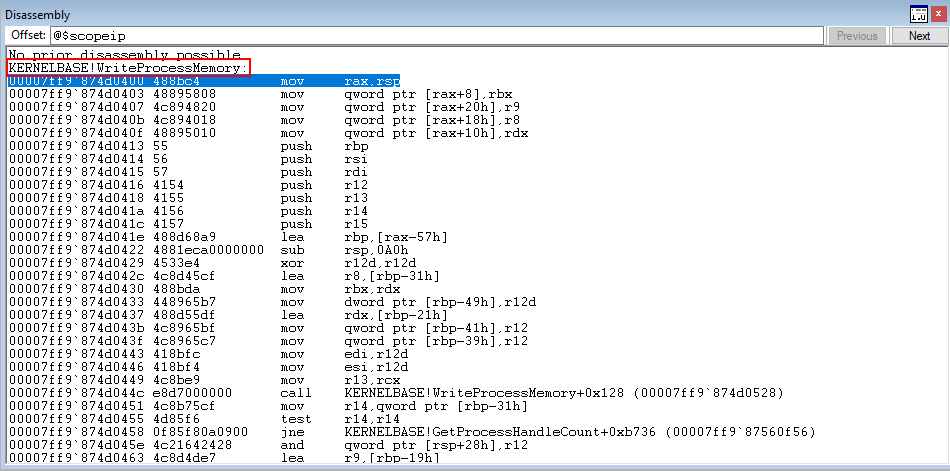 Disassembly
Offset: @$scopeip Previous Next
No prior disassembly possible
KERNELBASE!WriteProcessMemory:
00007ff9`874d0400 488bc4 mov rax,rsp
00007ff9`874d0403 48895808 mov qword ptr [rax+8],rbx
00007ff9`874d0407 4c894820 mov qword ptr [rax+20h],r9
00007ff9`874d040b 4c894018 mov qword ptr [rax+18h],r8
00007ff9`874d040f 48895010 mov qword ptr [rax+10h],rdx
00007ff9`874d0413 55 push rbp
00007ff9`874d0414 56 push rsi
00007ff9`874d0415 57 push rdi
00007ff9`874d0416 4154 push r12
00007ff9`874d0418 4155 push r13
00007ff9`874d041a 4156 push r14
00007ff9`874d041c 4157 push r15
00007ff9`874d041e 488d68a9 lea rbp,[rax-57h]
00007ff9`874d0422 4881eca0000000 sub rsp,0A0h
00007ff9`874d0429 4533e4 xor r12d,r12d
00007ff9`874d042c 4c8d45cf lea r8,[rbp-31h]
00007ff9`874d0430 488bda mov rbx,rdx
00007ff9`874d0433 448965b7 mov dword ptr [rbp-49h],r12d
00007ff9`874d0437 488d55df lea rdx,[rbp-21h]
00007ff9`874d043b 4c8965bf mov qword ptr [rbp-41h],r12
00007ff9`874d043f 4c8965c7 mov qword ptr [rbp-39h],r12
00007ff9`874d0443 418bfc mov edi,r12d
00007ff9`874d0446 418bf4 mov esi,r12d
00007ff9`874d0449 4c8be9 mov r13,rcx
00007ff9`874d044c e8d7000000 call KERNELBASE!WriteProcessMemory+0x128 (00007ff9`874d0528)
00007ff9`874d0451 4c8b75cf mov r14,qword ptr [rbp-31h]
00007ff9`874d0455 4d85f6 test r14,r14
00007ff9`874d0458 0f85f80a0900 jne KERNELBASE!GetProcessHandleCount+0xb736 (00007ff9`87560f56)
00007ff9`874d045e 4c21642428 and qword ptr [rsp+28h],r12
00007ff9`874d0463 4c8d4de7 lea r9,[rbp-19h]